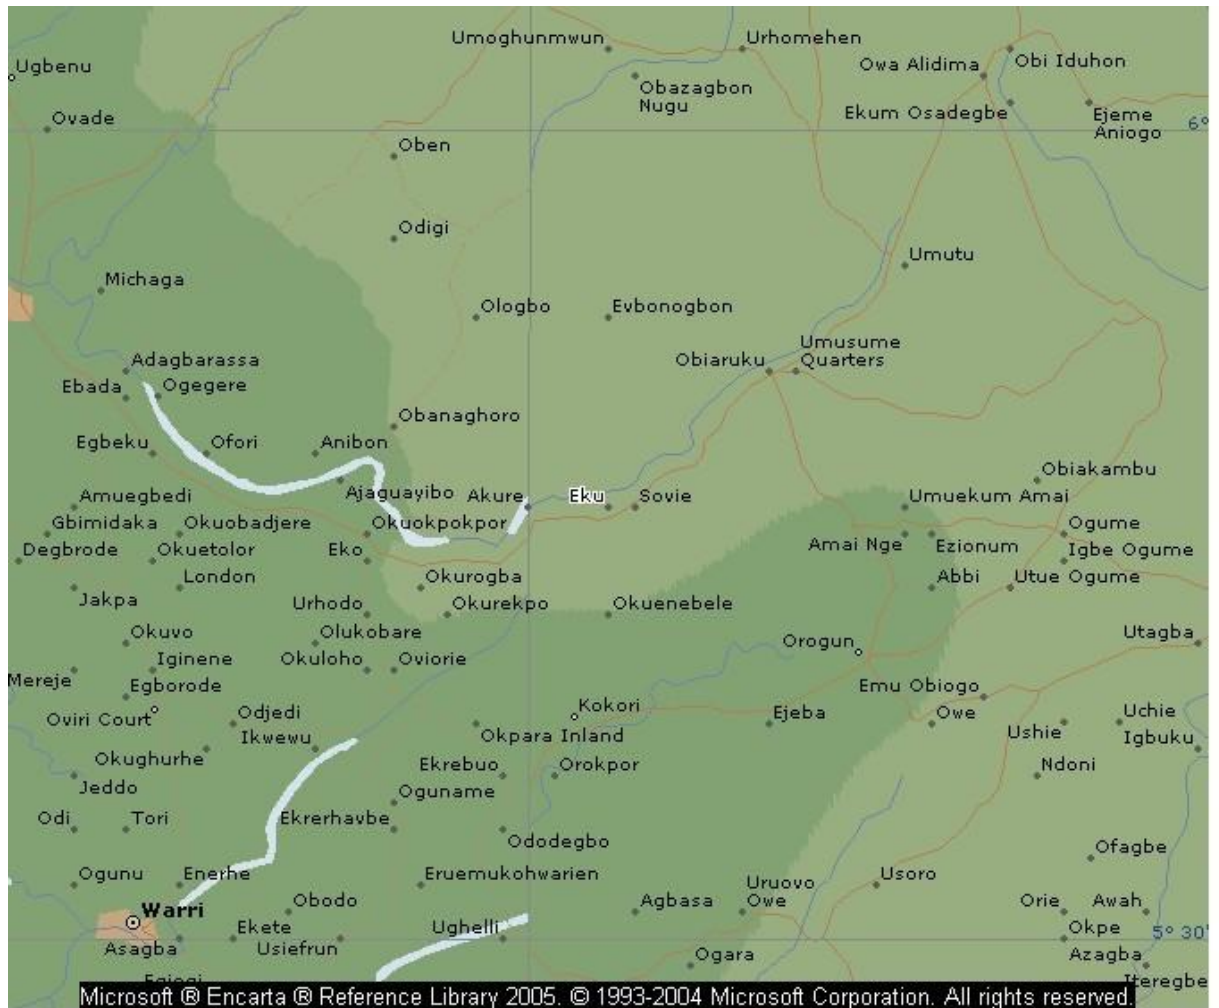 Umoghunmwun
Urhomehen
Ugbenu
Owa Alidima
Obi Iduhon
Obazagbon
Nugu
Ovade
Ekum Osadegbe
Ejeme
Aniogo
6°
Oben
Odigi
Umutu
Michaga
Ologbo
Evbonogbon
Umusume
Quarters
Obiaruku
Adagbarassa
Ebada
Ogegere
Obanaghoro
Egbeku
Ofori
Anibon
Obiakambu
Amuegbedi
Ajaguayibo
Akure
Eku
Sovie
Umuekum Amai
Gbimidaka
Okuobadjere
Okuokpokpor
Ogume
Degbrode
Okuetolor
Eko
Amai Nge
Ezionum
Igbe Ogume
London
Okurogba
Abbi
Utue Ogume
Jakpa
Urhodo
Okurekpo
Okuenebele
Okuvo
Olukobare
Orogun
Utagba
Iginene
Okuloho
Oviorie
Mereje
Egborode
Emu Obiogo
Oviri Court
Odjedi
Kokori
Ejeba
Owe
Uchie
Ikwewu
Okpara Inland
Ushie
Igbuku
Okughurhe
Ekrebuo
Orokpor
Ndoni
Jeddo
Oguname
Odi
Tori
Ekrerhavbe
Ododegbo
Ofagbe
Ogunu
Enerhe
Eruemukohwarien
Uruovo
Owe
Usoro
Warri
Obodo
Agbasa
Orie
Awah
Asagba
Ekete
Usiefrun
Ughelli
Okpe
5° 30'
Ogara
Azagba
Iteregbe
Microsoft ® Encarta ® Reference Library 2005. © 1993-2004 Microsoft Corporation. All rights reserved.